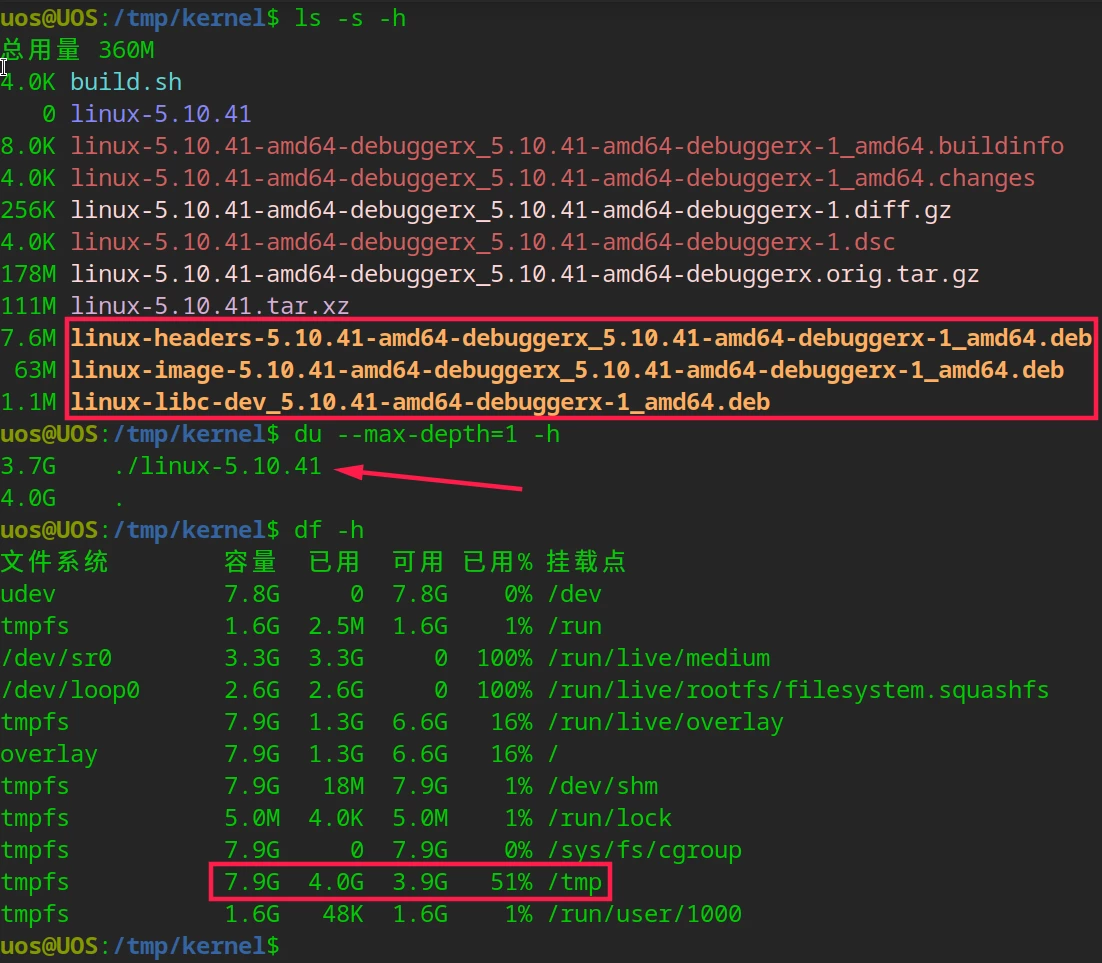 uos@UOS:/tmp/kernel$ ls -s -h
总用量 360M
4.0K build.sh
0 linux-5.10.41
8.0K linux-5.10.41-amd64-debuggerx_5.10.41-amd64-debuggerx-1_amd64.buildinfo
4.0K linux-5.10.41-amd64-debuggerx_5.10.41-amd64-debuggerx-1_amd64.changes
256K linux-5.10.41-amd64-debuggerx_5.10.41-amd64-debuggerx-1.diff.gz
4.0K linux-5.10.41-amd64-debuggerx_5.10.41-amd64-debuggerx-1.dsc
178M linux-5.10.41-amd64-debuggerx_5.10.41-amd64-debuggerx.orig.tar.gz
111M linux-5.10.41.tar.xz
7.6M linux-headers-5.10.41-amd64-debuggerx_5.10.41-amd64-debuggerx-1_amd64.deb
63M linux-image-5.10.41-amd64-debuggerx_5.10.41-amd64-debuggerx-1_amd64.deb
1.1M linux-libc-dev_5.10.41-amd64-debuggerx-1_amd64.deb
uos@UOS:/tmp/kernel$ du --max-depth=1 -h
3.7G ./linux-5.10.41
4.0G .
uos@UOS:/tmp/kernel$ df -h
文件系统 容量 已用 可用 已用% 挂载点
udev 7.8G 0 7.8G 0% /dev
tmpfs 1.6G 2.5M 1.6G 1% /run
/dev/sr0 3.3G 3.3G 0 100% /run/live/medium
/dev/loop0 2.6G 2.6G 0 100% /run/live/rootfs/filesystem.squashfs
tmpfs 7.9G 1.3G 6.6G 16% /run/live/overlay
overlay 7.9G 1.3G 6.6G 16% /
tmpfs 7.9G 18M 7.9G 1% /dev/shm
tmpfs 5.0M 4.0K 5.0M 1% /run/lock
tmpfs 7.9G 0 7.9G 0% /sys/fs/cgroup
tmpfs 7.9G 4.0G 3.9G 51% /tmp
tmpfs 1.6G 48K 1.6G 1% /run/user/1000
uos@UOS:/tmp/kernel$